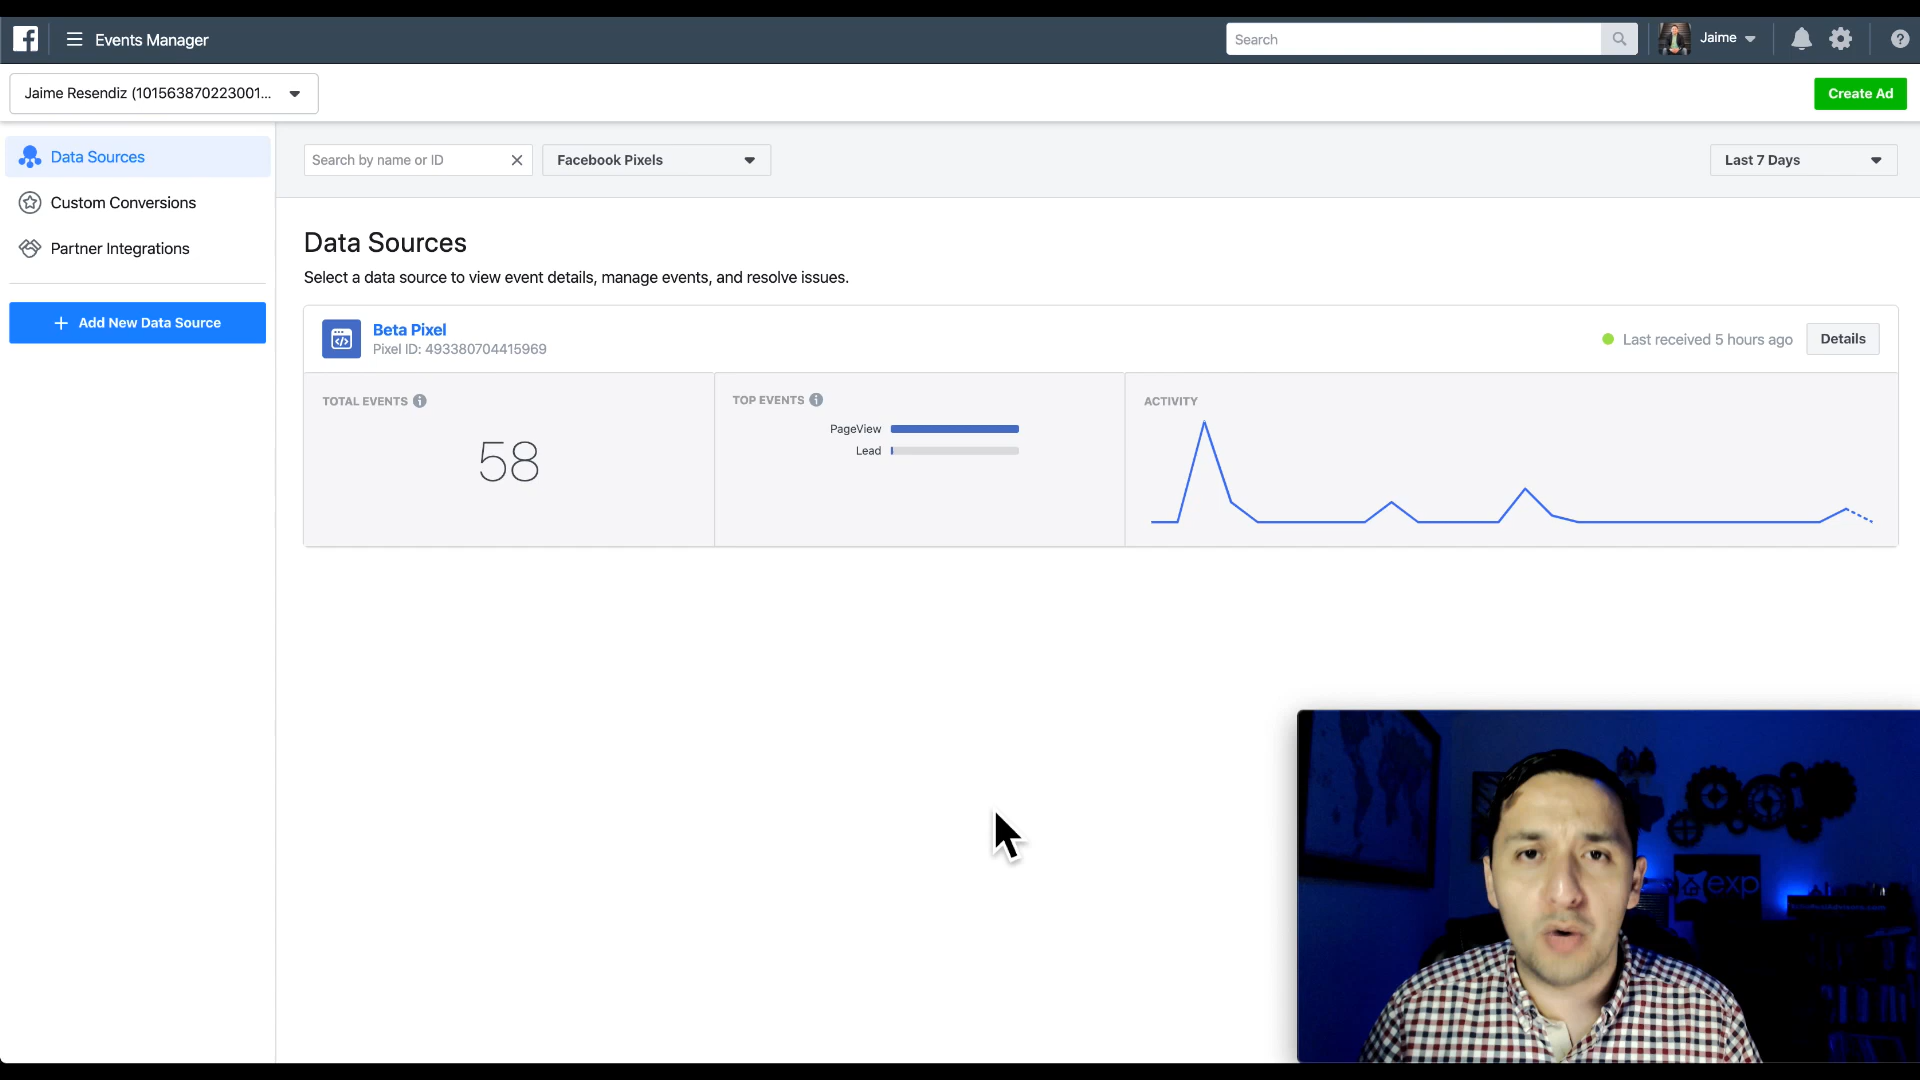 Events Manager
Search
Jaime
Jaime Resendiz (101563870223001...
Create Ad
Data Sources
Custom Conversions
Partner Integrations
Add New Data Source
Search by name or ID
Facebook Pixels
Last 7 Days
Data Sources
Select a data source to view event details, manage events, and resolve issues.
Beta Pixel
Pixel ID: 493380704415969
Last received 5 hours ago
Details
TOTAL EVENTS
58
TOP EVENTS
PageView
Lead
ACTIVITY
exp